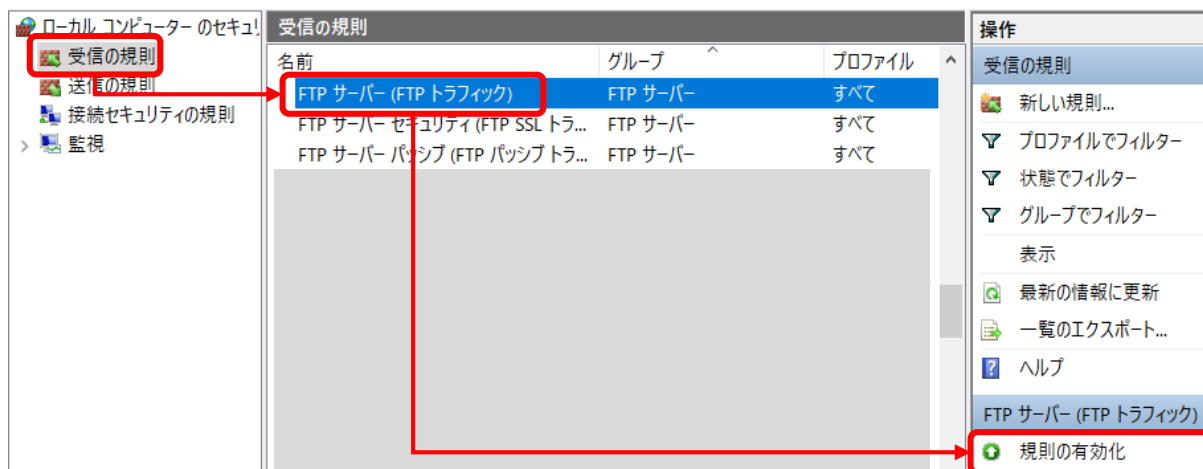 ローカル コンピューター のセキュリ
受信の規則
送信の規則
接続セキュリティの規則
監視
受信の規則
名前 グループ プロファイル
FTP サーバー (FTP トラフィック) FTP サーバー すべて
FTP サーバー セキュリティ (FTP SSL トラ... FTP サーバー すべて
FTP サーバー パッシブ (FTP パッシブ トラ... FTP サーバー すべて
操作
受信の規則
新しい規則...
プロファイルでフィルター
状態でフィルター
グループでフィルター
表示
最新の情報に更新
一覧のエクスポート...
ヘルプ
FTP サーバー (FTP トラフィック)
規則の有効化